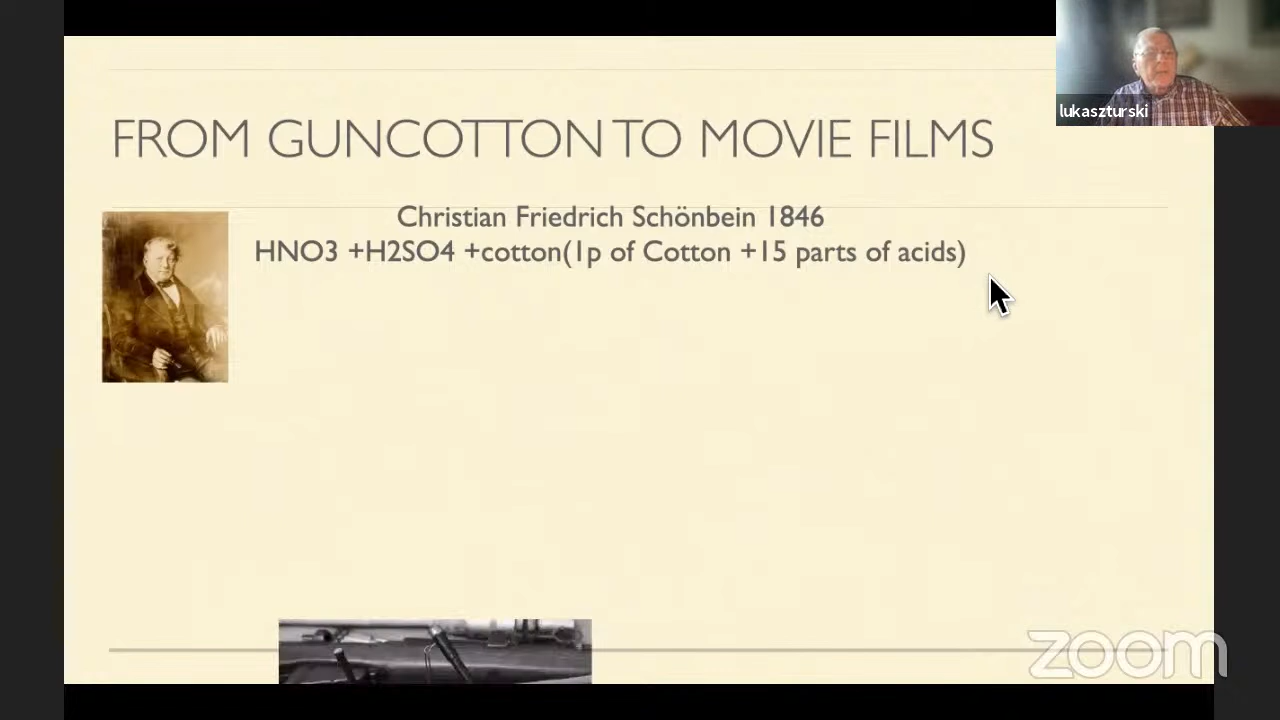 lukaszturski
FROM GUNCOTTON TO MOVIE FILMS
Christian Friedrich Schönbein 1846
HNO3 +H2SO4 +cotton(1p of Cotton +15 parts of acids)
zoom